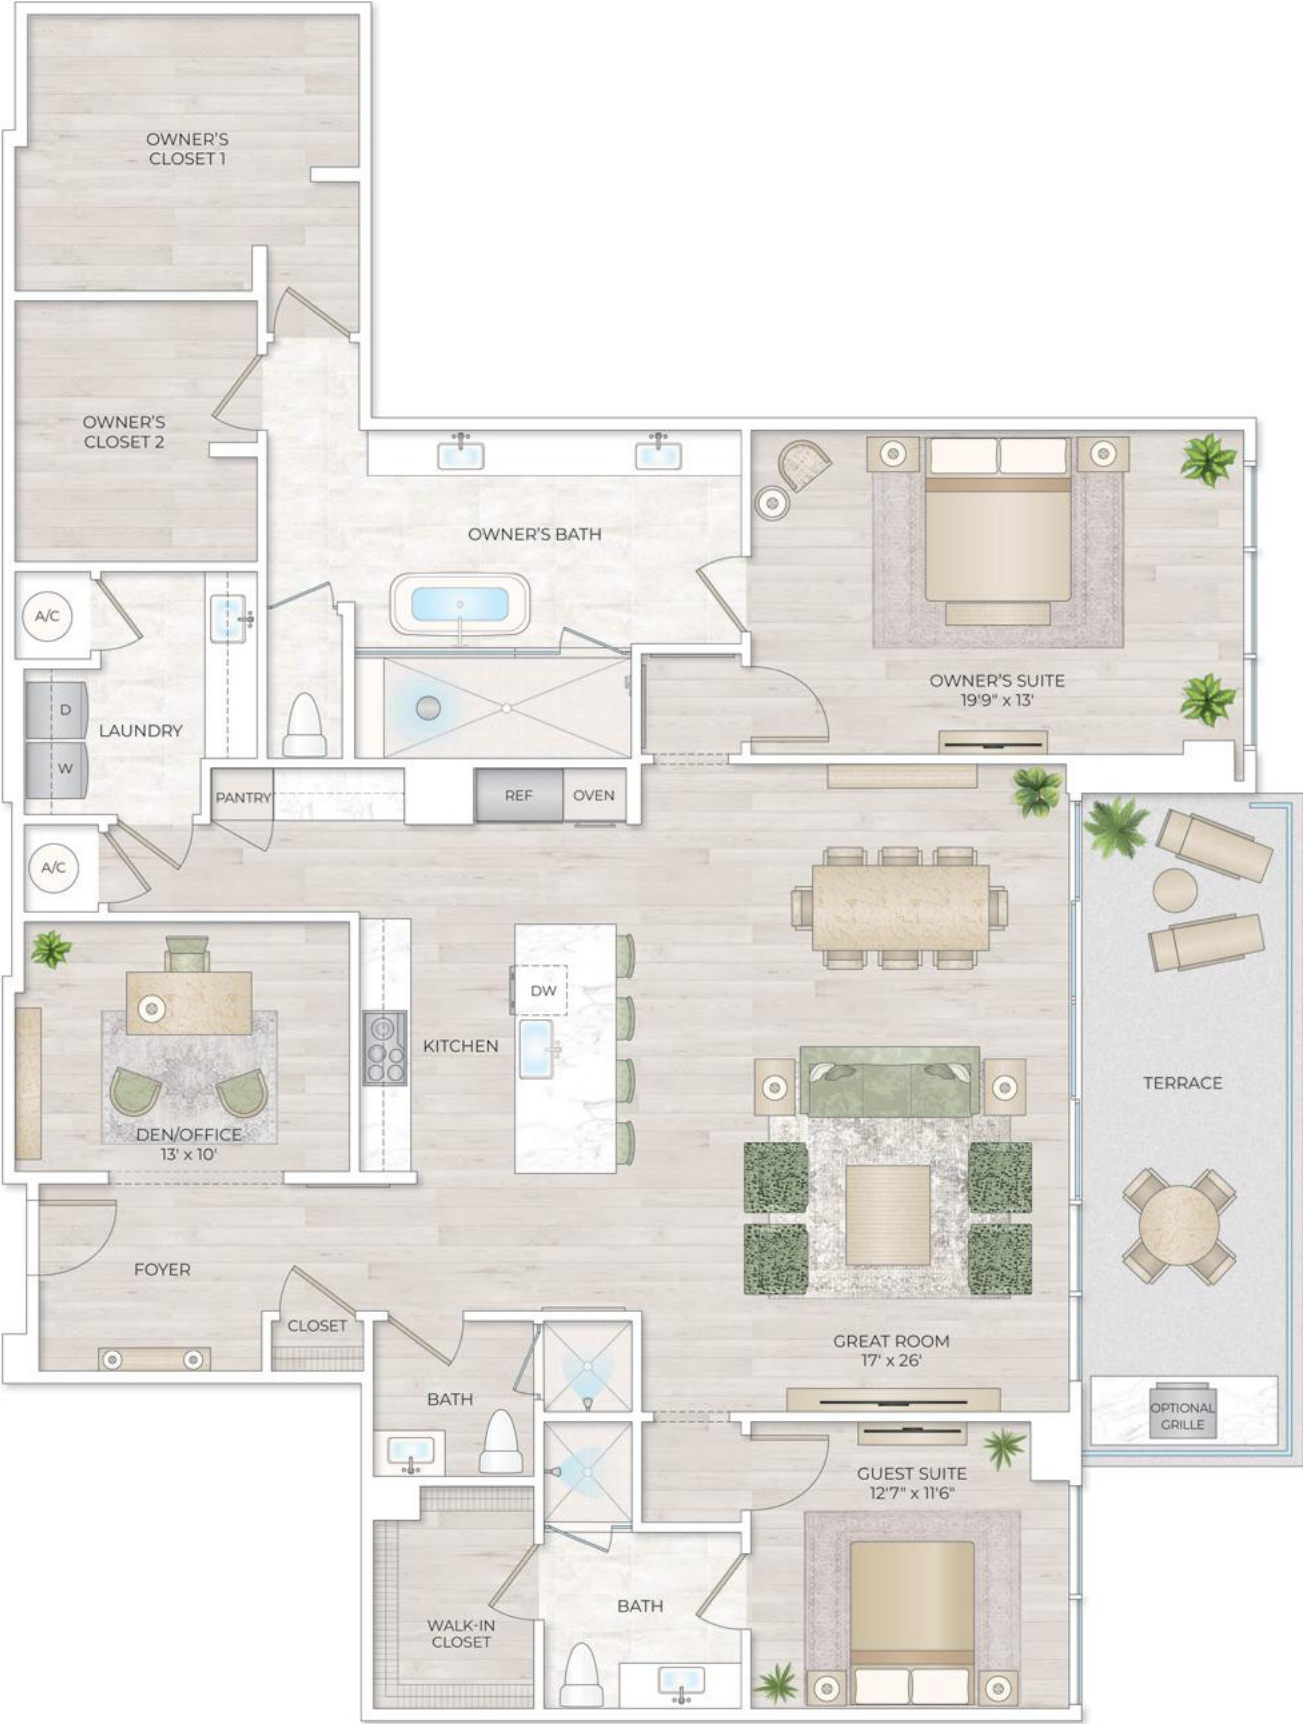 OWNER'S
CLOSET 1
OWNER'S
CLOSET 2
OWNER'S BATH
A/C
D
LAUNDRY
W
OWNER'S SUITE
19'9" x 13'
PANTRY
REF
OVEN
A/C
DW
KITCHEN
TERRACE
DEN/OFFICE
13' x 10'
FOYER
CLOSET
GREAT ROOM
17' x 26'
BATH
OPTIONAL
GRILLE
GUEST SUITE
12'7" x 11'6"
BATH
WALK-IN
CLOSET